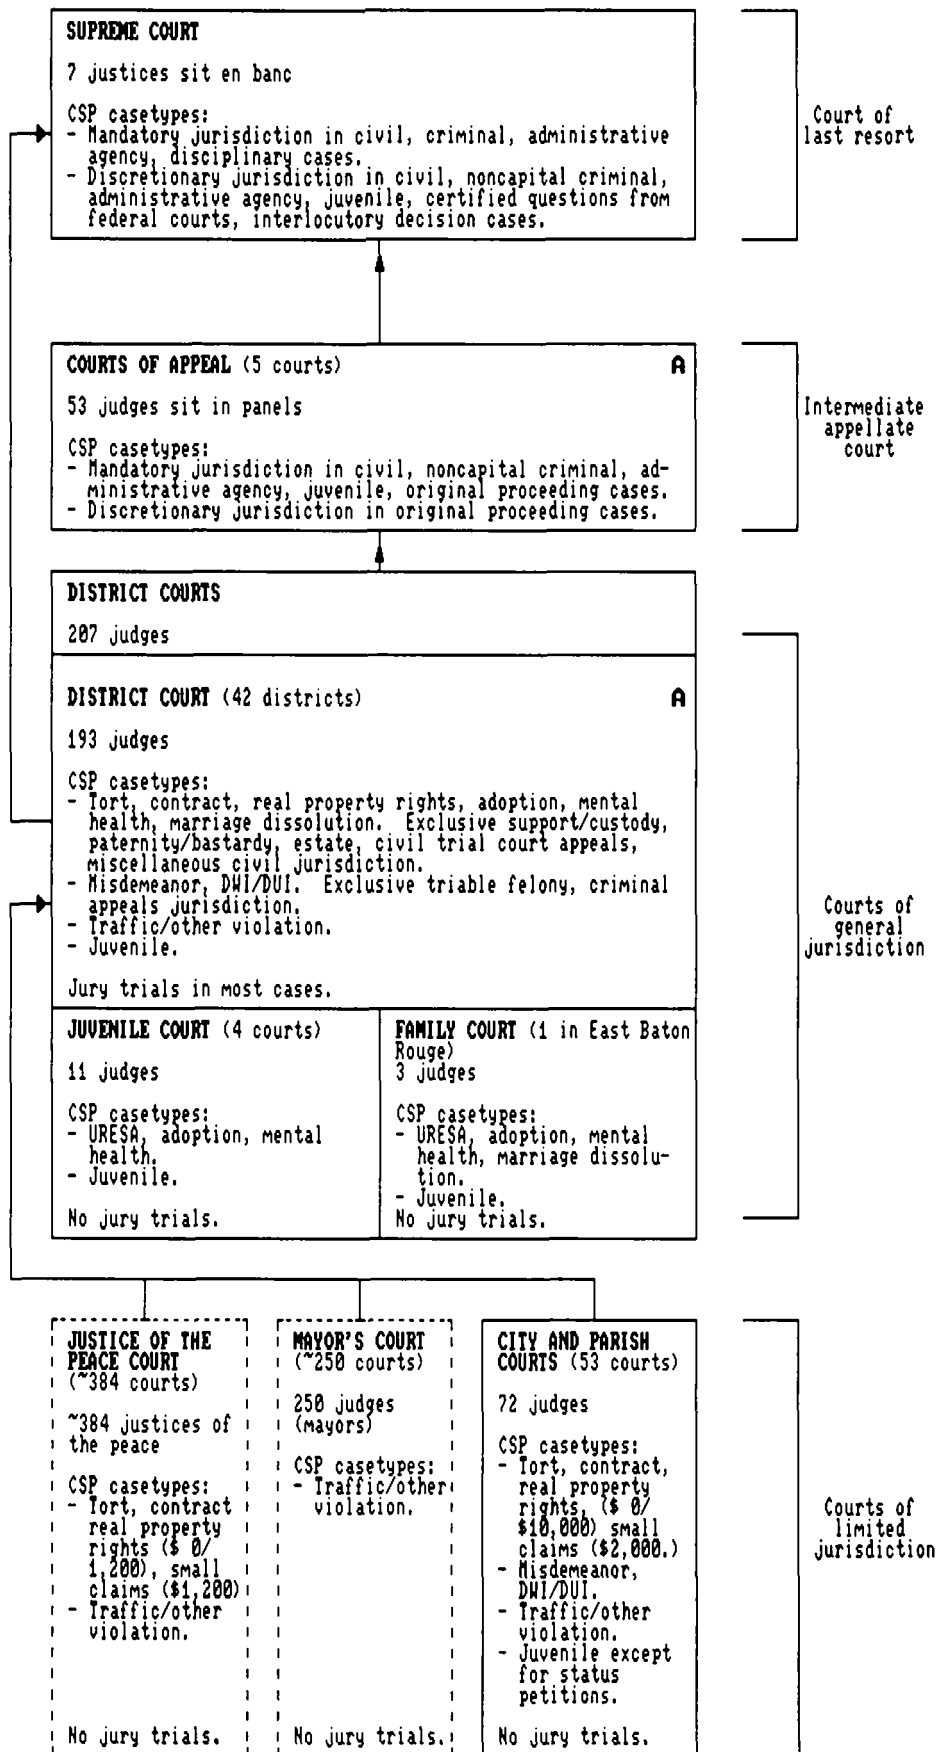 SUPREME COURT
7 justices sit en banc
CSP casetypes:
- Mandatory jurisdiction in civil, criminal, administrative
agency, disciplinary cases.
- Discretionary jurisdiction in civil, noncapital criminal,
administrative agency, juvenile, certified questions from
federal courts, interlocutory decision cases.
Court of
last resort
COURTS OF APPEAL (5 courts) A
53 judges sit in panels
CSP casetypes:
- Mandatory jurisdiction in civil, noncapital criminal, ad-
ministrative agency, juvenile, original proceeding cases.
- Discretionary jurisdiction in original proceeding cases.
Intermediate
appellate
court
DISTRICT COURTS
207 judges
DISTRICT COURT (42 districts) A
193 judges
CSP casetypes:
- Tort, contract, real property rights, adoption, mental
health, marriage dissolution. Exclusive support/custody,
paternity/bastardy, estate, civil trial court appeals,
miscellaneous civil jurisdiction.
- Misdemeanor, DWI/DUI. Exclusive triable felony, criminal
appeals jurisdiction.
- Traffic/other violation.
- Juvenile.
Jury trials in most cases.
Courts of
general
jurisdiction
JUVENILE COURT (4 courts)
11 judges
CSP casetypes:
- URESA, adoption, mental
health.
- Juvenile.
No jury trials.
FAMILY COURT (1 in East Baton
Rouge)
3 judges
CSP casetypes:
- URESA, adoption, mental
health, marriage dissolu-
tion.
- Juvenile.
No jury trials.
JUSTICE OF THE
PEACE COURT
(~384 courts)
~384 justices of
the peace
CSP casetypes:
- Tort, contract
real property
rights ($ 0/
1,200), small
claims ($1,200)
- Traffic/other
violation.
No jury trials.
MAYOR'S COURT
(~250 courts)
250 judges
(mayors)
CSP casetypes:
- Traffic/other
violation.
No jury trials.
CITY AND PARISH
COURTS (53 courts)
72 judges
CSP casetypes:
- Tort, contract,
real property
rights, ($ 0/
$10,000) small
claims ($2,000.)
- Misdemeanor,
DWI/DUI.
- Traffic/other
violation.
- Juvenile except
for status
petitions.
No jury trials.
Courts of
limited
jurisdiction